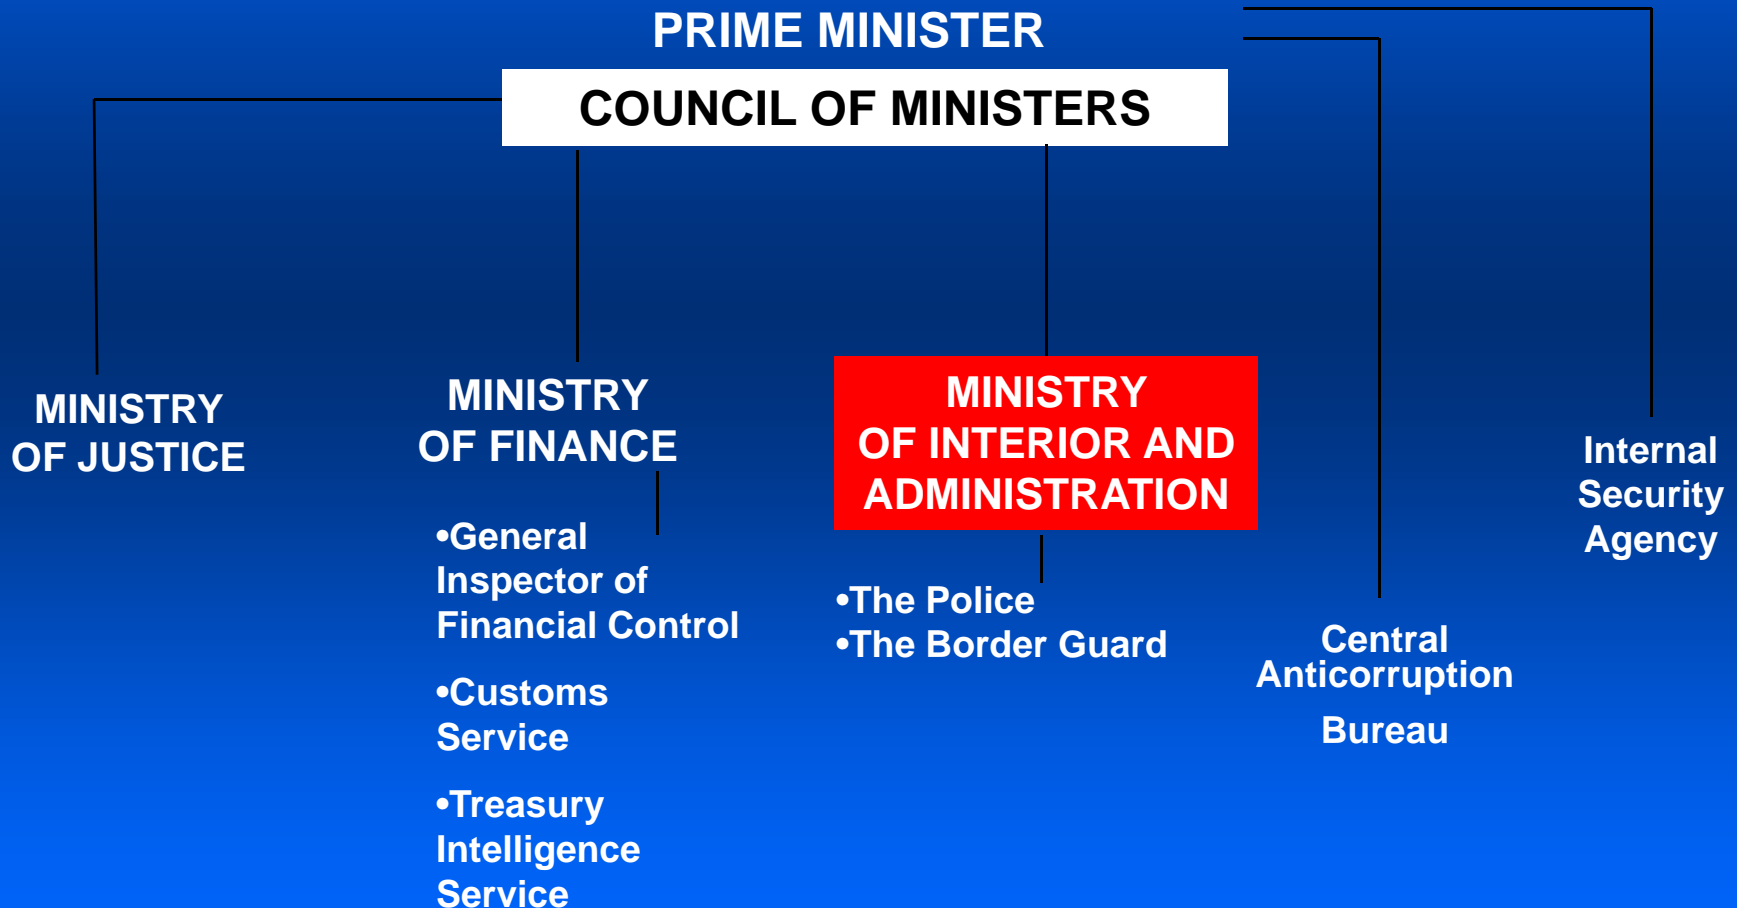 PRIME MINISTER
COUNCIL OF MINISTERS
MINISTRY
OF JUSTICE
MINISTRY
OF FINANCE
•General
Inspector of
Financial Control
•Customs
Service
•Treasury
Intelligence
Service
MINISTRY
OF INTERIOR AND
ADMINISTRATION
•The Police
•The Border Guard
Central
Anticorruption
Bureau
Internal
Security
Agency